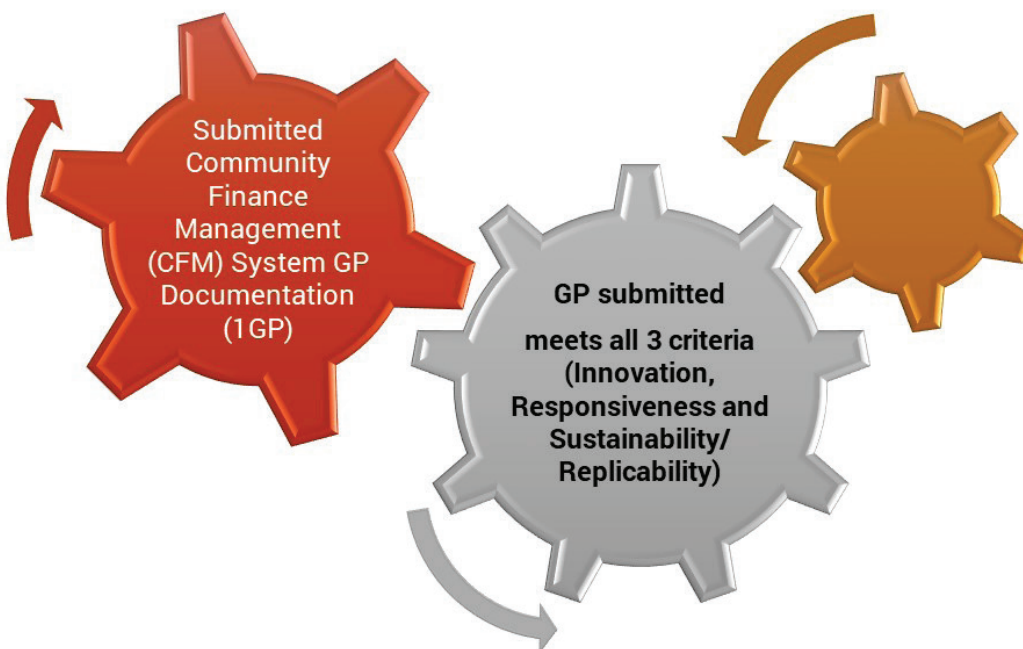 Submitted
Community
Finance
Management
(CFM) System GP
Documentation
(1GP)
GP submitted
meets all 3 criteria
(Innovation,
Responsiveness and
Sustainability/
Replicability)